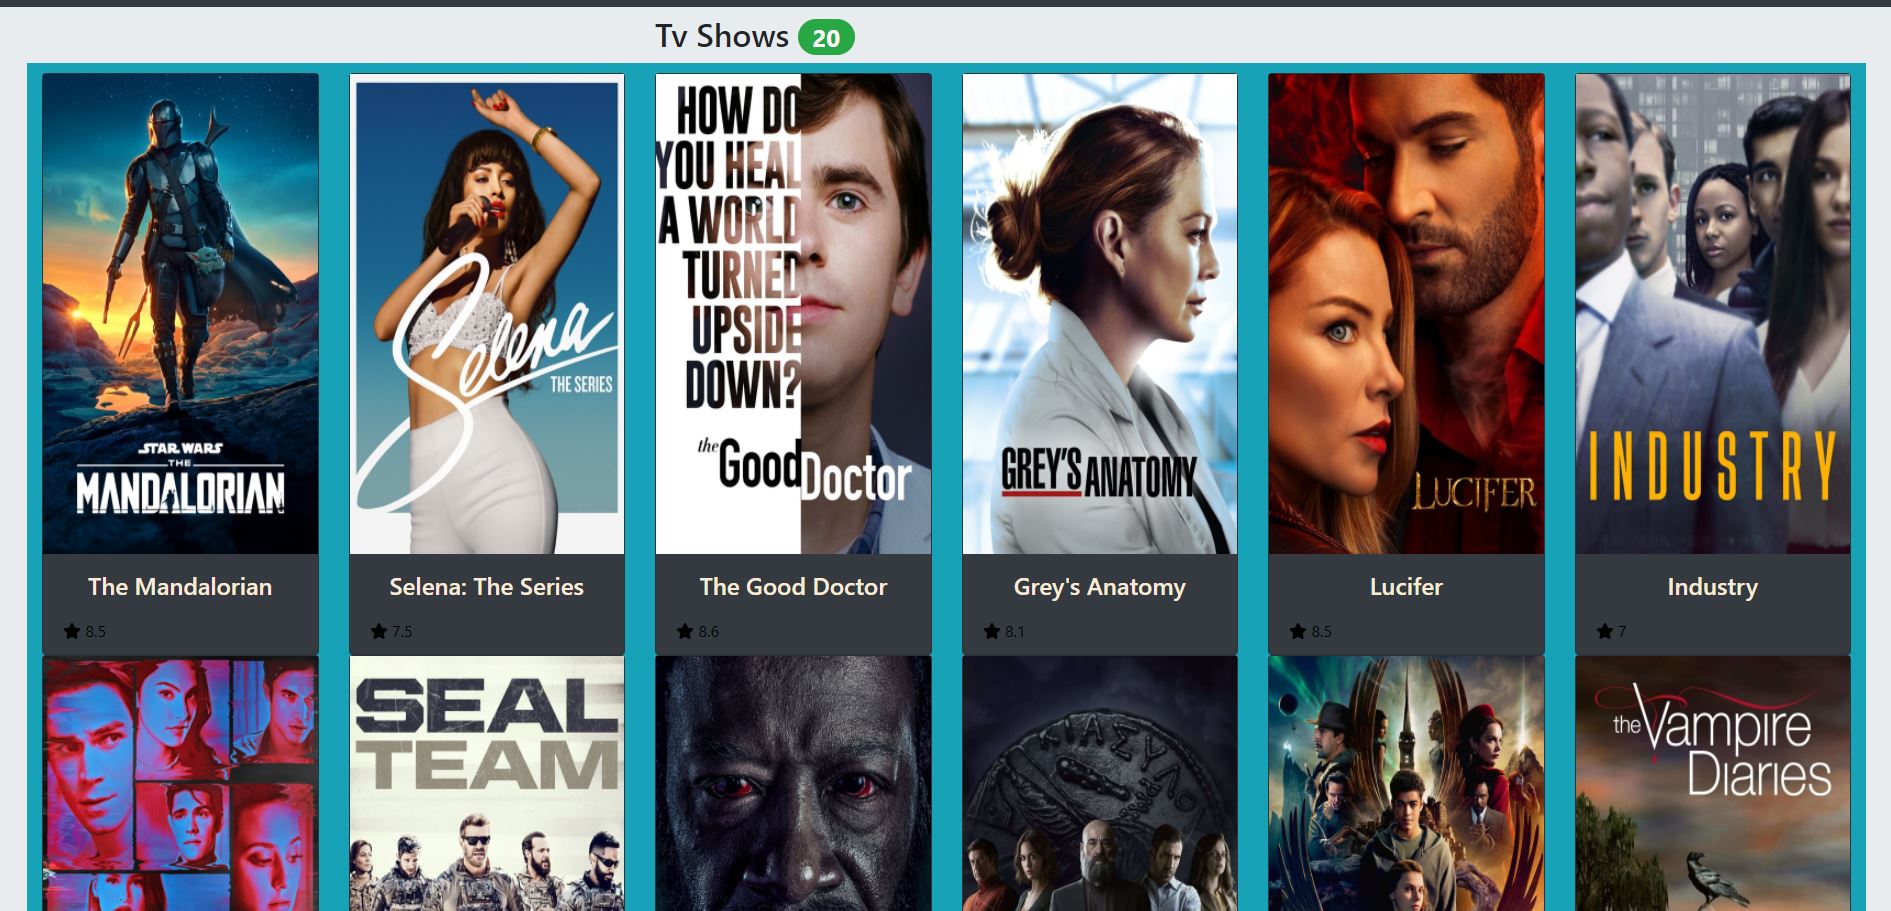 Tv Shows 20
STAR WARS
THE
MANDALORIAN
Selena
THE SERIES
HOW DO
YOU HEAL
A WORLD
TURNED
UPSIDE
DOWN?
the Good Doctor
GREY'S ANATOMY
LUCIFER
INDUSTRY
The Mandalorian
Selena: The Series
The Good Doctor
Grey's Anatomy
Lucifer
Industry
8.5
7.5
8.6
8.1
8.5
7
SEAL
TEAM
the Vampire
Diaries